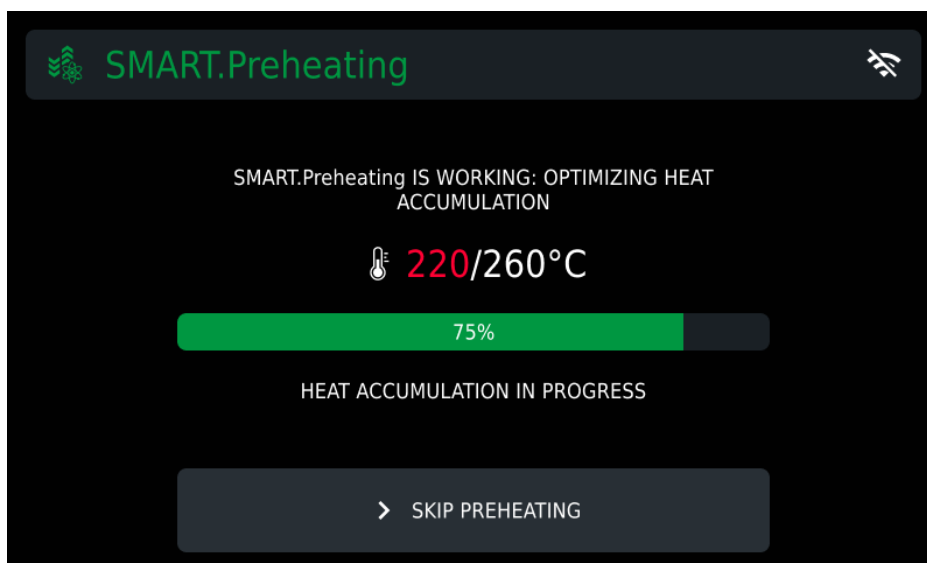 SMART.Preheating
SMART.Preheating IS WORKING: OPTIMIZING HEAT
ACCUMULATION
220/260°C
75%
HEAT ACCUMULATION IN PROGRESS
SKIP PREHEATING